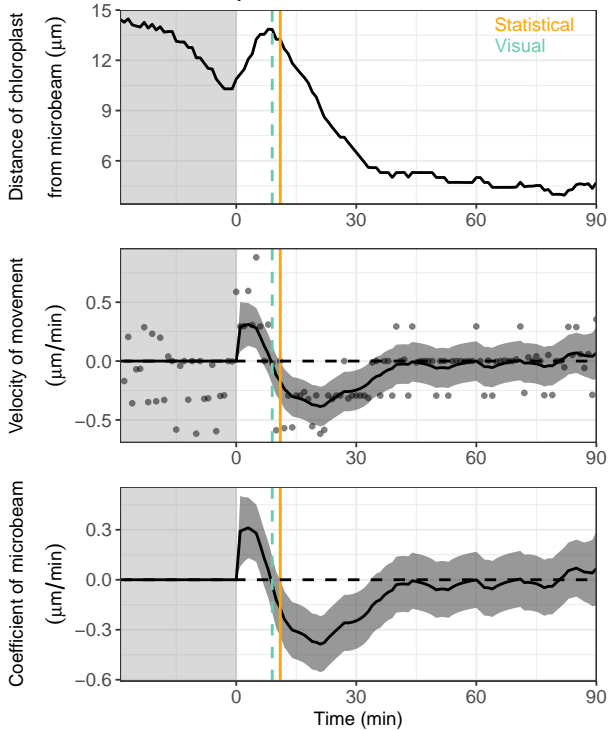 Statistical
Visual
Distance of chloroplast
from microbeam (μm)
15
12
9
6
0
30
60
90
Velocity of movement
(μm/min)
0.5
0.0
−0.5
0
30
60
90
Coefficient of microbeam
(μm/min)
0.3
0.0
−0.3
−0.6
0
30
60
90
Time (min)